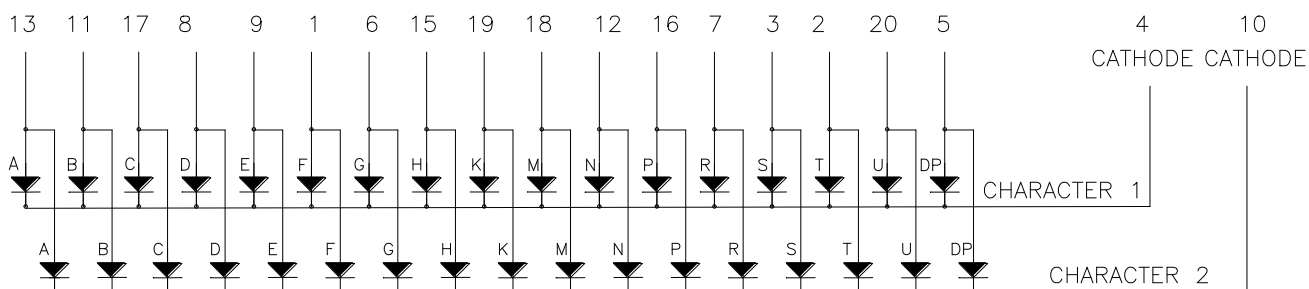 13 11 17 8 9 1 6 15 19 18 12 16 7 3 2 20 5 4 10
CATHODE CATHODE
A B C D E F G H K M N P R S T U DP
CHARACTER 1
A B C D E F G H K M N P R S T U DP
CHARACTER 2